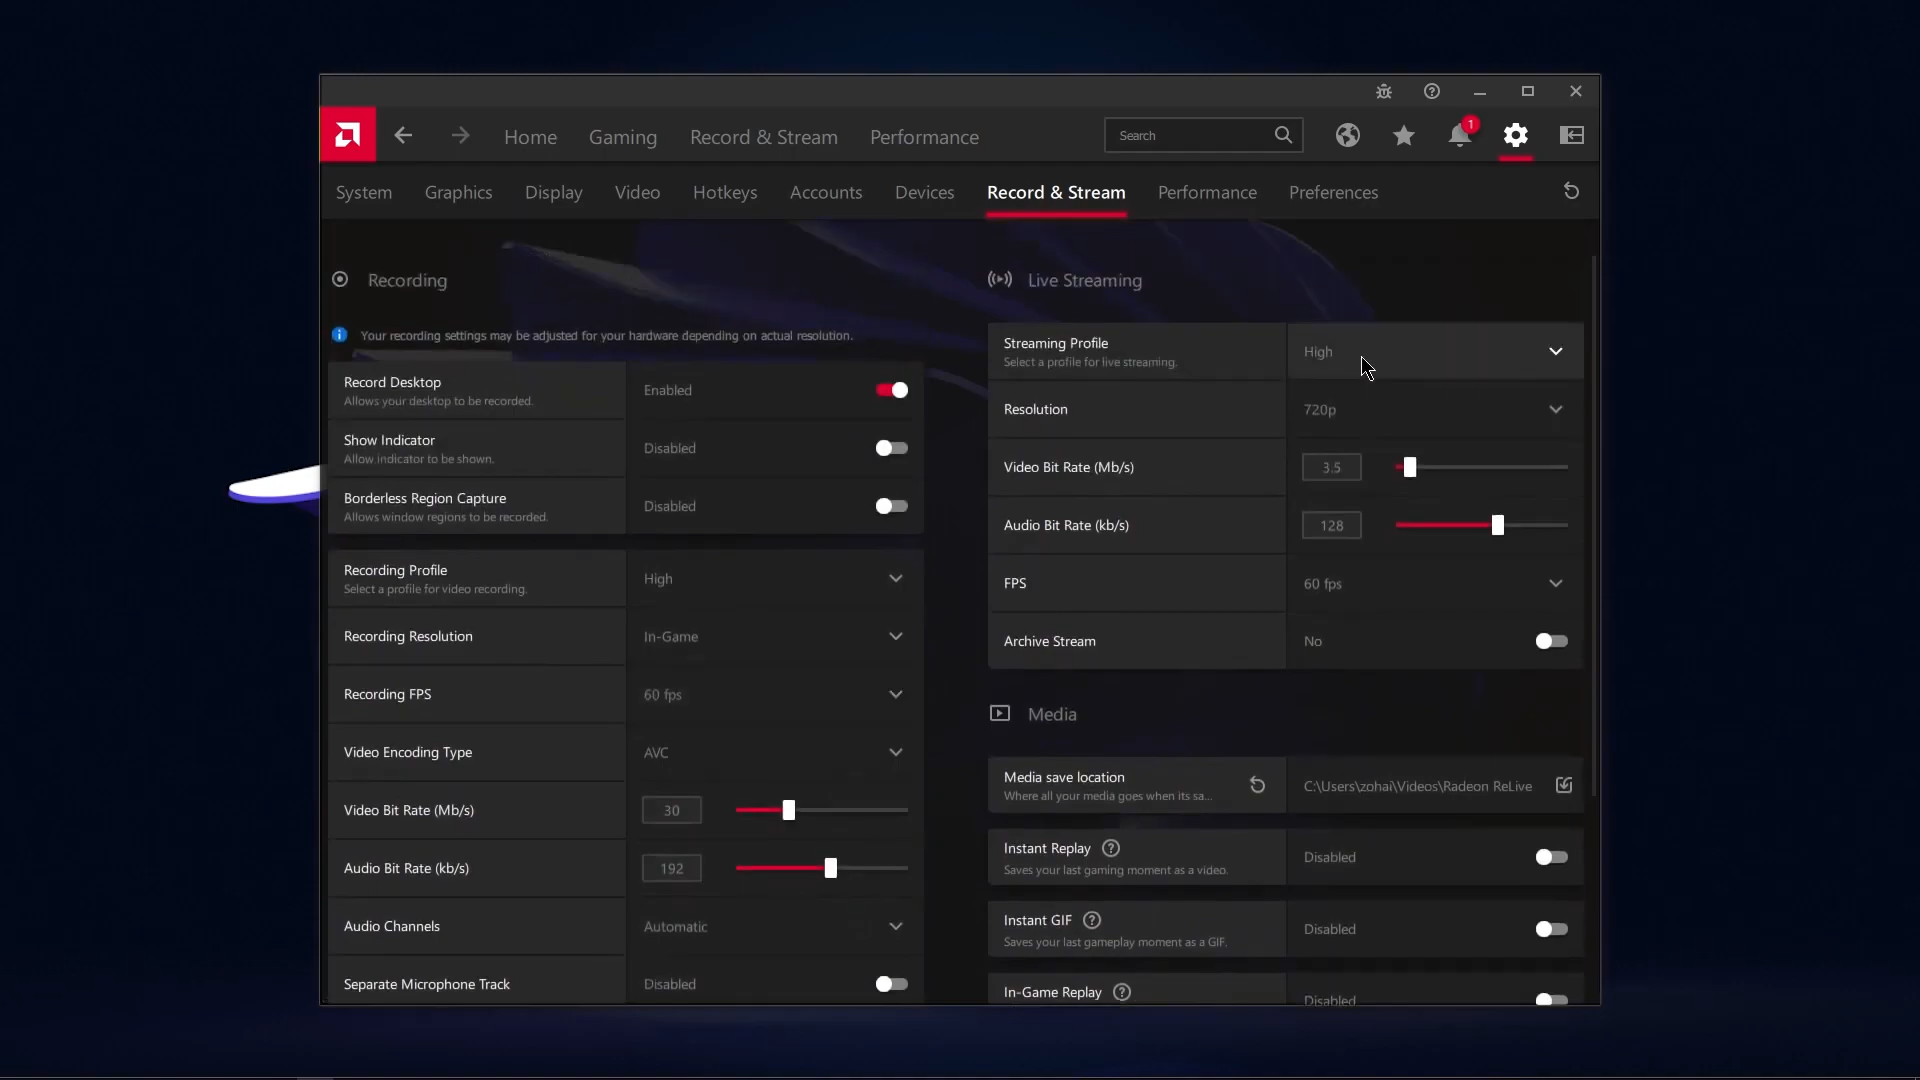 1
Home Gaming Record & Stream Performance Search
System Graphics Display Video Hotkeys Accounts Devices Record & Stream Performance Preferences
Recording
Your recording settings may be adjusted for your hardware depending on actual resolution.
Record Desktop
Allows your desktop to be recorded.
Enabled
Show Indicator
Allow indicator to be shown.
Disabled
Borderless Region Capture
Allows window regions to be recorded.
Disabled
Recording Profile
Select a profile for video recording.
High
Recording Resolution In-Game
Recording FPS 60 fps
Video Encoding Type AVC
Video Bit Rate (Mb/s) 30
Audio Bit Rate (kb/s) 192
Audio Channels Automatic
Separate Microphone Track Disabled
Live Streaming
Streaming Profile
Select a profile for live streaming.
High
Resolution 720p
Video Bit Rate (Mb/s) 3.5
Audio Bit Rate (kb/s) 128
FPS 60 fps
Archive Stream No
Media
Media save location
Where all your media goes when its sa...
C:\Users\zohai\Videos\Radeon ReLive
Instant Replay
Saves your last gaming moment as a video.
Disabled
Instant GIF
Saves your last gameplay moment as a GIF.
Disabled
In-Game Replay
Disabled